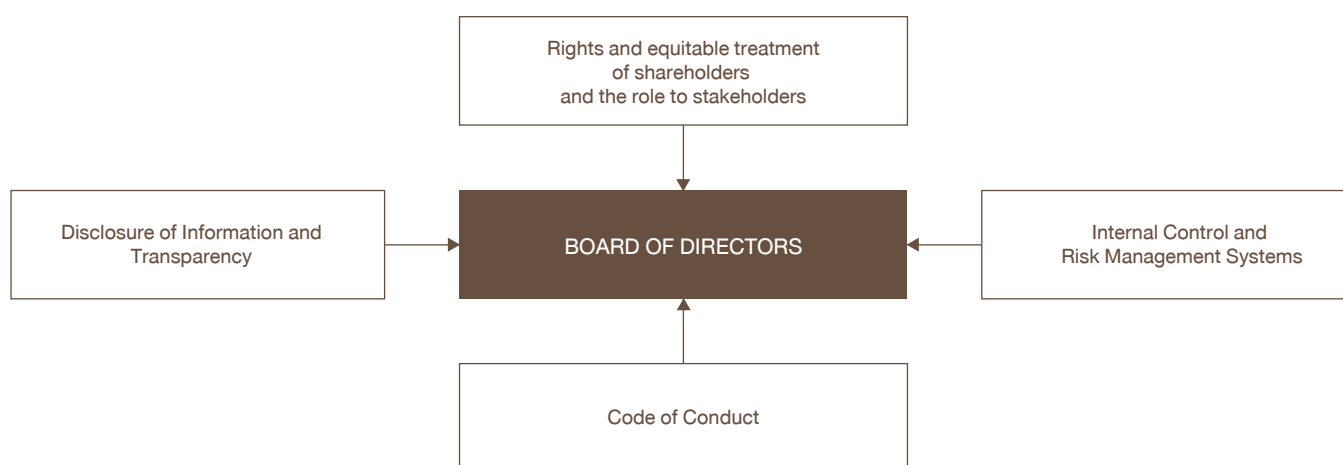 Rights and equitable treatment
of shareholders
and the role to stakeholders
Disclosure of Information and
Transparency
BOARD OF DIRECTORS
Internal Control and
Risk Management Systems
Code of Conduct